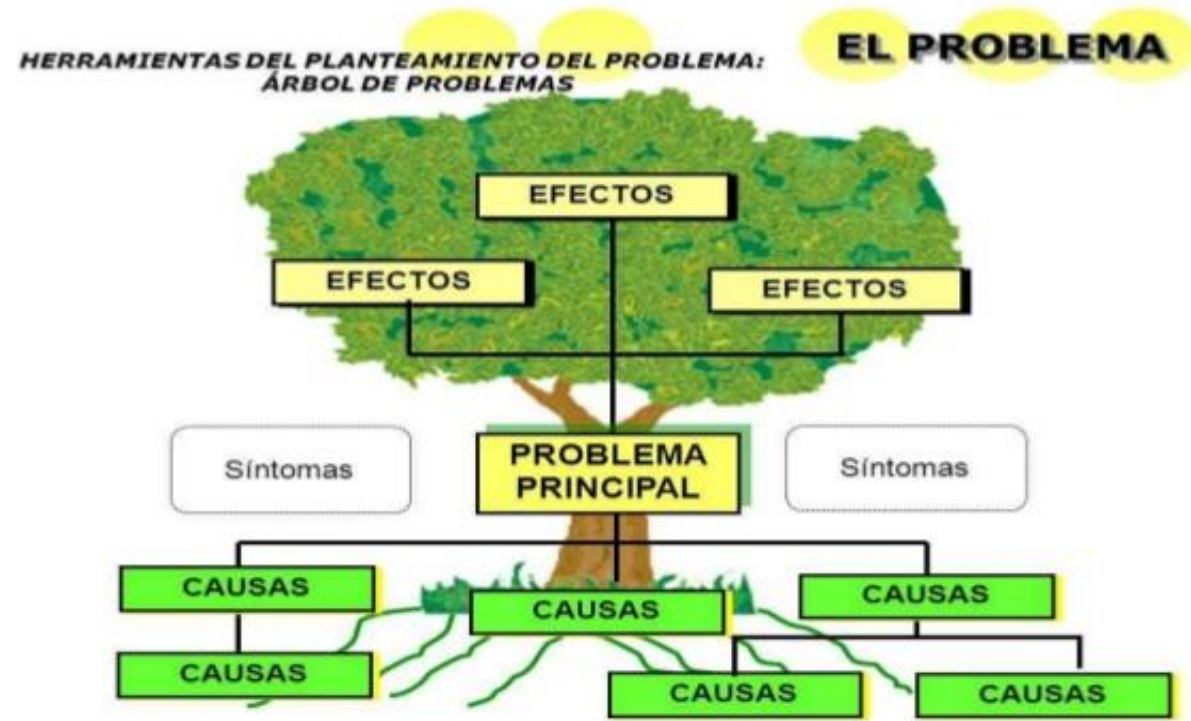 EL PROBLEMA
HERRAMIENTAS DEL PLANTEAMIENTO DEL PROBLEMA:
ÁRBOL DE PROBLEMAS
EFECTOS
EFECTOS
EFECTOS
PROBLEMA
PRINCIPAL
Síntomas
Síntomas
CAUSAS
CAUSAS
CAUSAS
CAUSAS
CAUSAS
CAUSAS